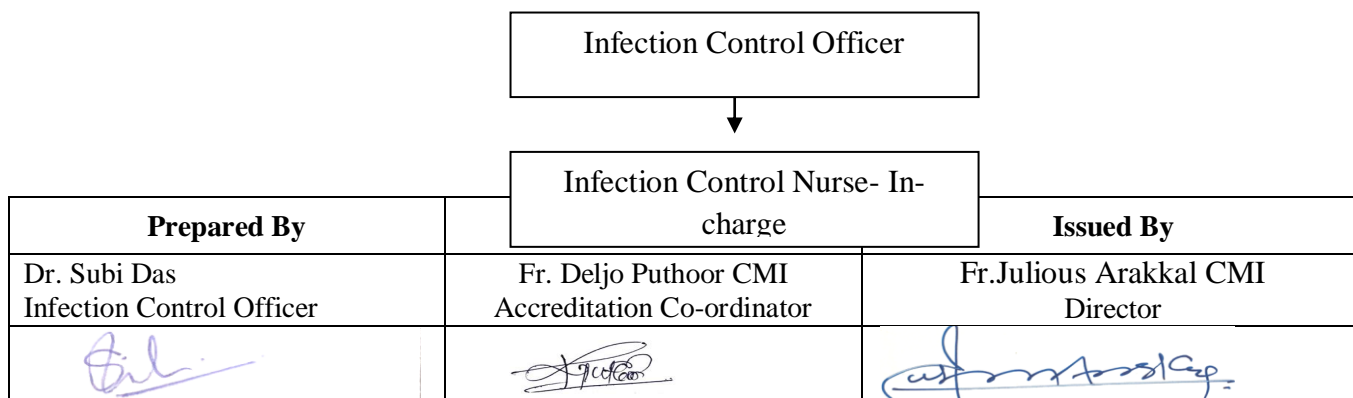 Infection Control Officer
Infection Control Nurse- In-
charge
Prepared By
Issued By
Dr. Subi Das
Infection Control Officer
Fr. Deljo Puthoor CMI
Accreditation Co-ordinator
Fr.Julious Arakkal CMI
Director